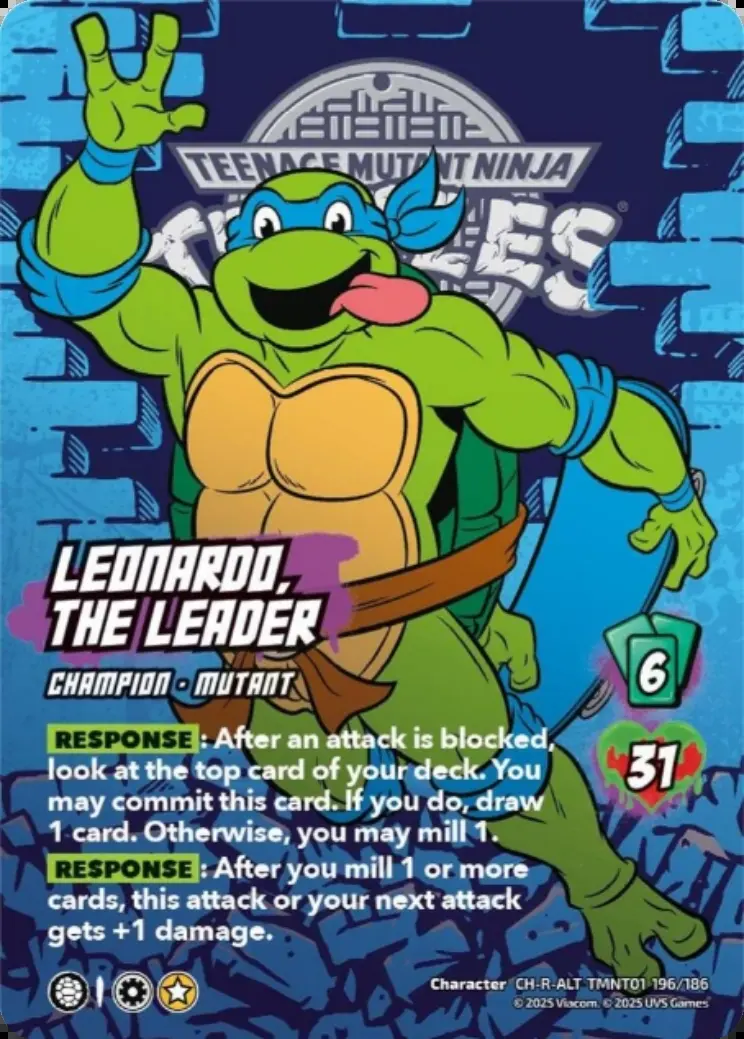 TEENAGE MUTANT NINJA
LEONARDO,
THE LEADER
CHAMPION • MUTANT
6
31
RESPONSE : After an attack is blocked,
look at the top card of your deck. You
may commit this card. If you do, draw
1 card. Otherwise, you may mill 1.
RESPONSE : After you mill 1 or more
cards, this attack or your next attack
gets +1 damage.
Character CH-R-ALT TMNT01 196/186
© 2025 Viacom. © 2025 UVS Games